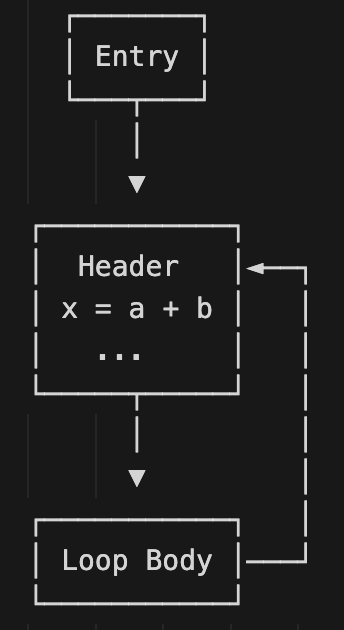 Entry
Header
x = a + b
...
Loop Body